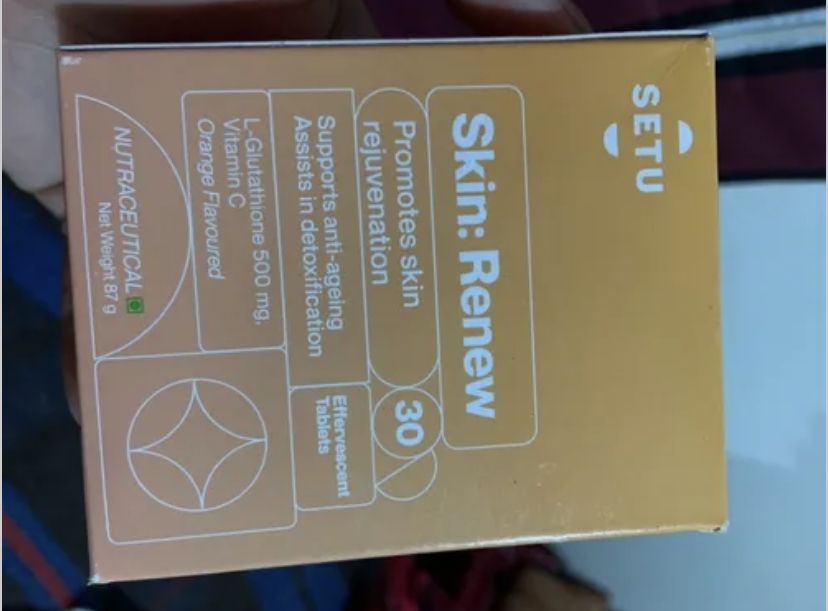 SETU
Skin: Renew
Promotes skin
rejuvenation
30
Supports anti-ageing
Assists in detoxification
Effervescent
Tablets
L-Glutathione 500 mg,
Vitamin C
Orange Flavoured
NUTRACEUTICAL
Net Weight 87 g